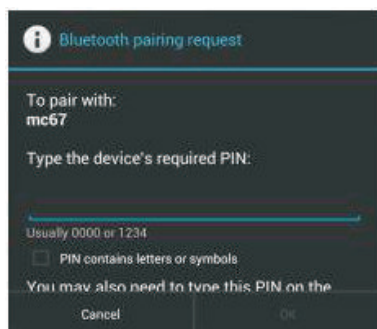 Bluetooth pairing request
To pair with:
mc67
Type the device's required PIN:
Usually 0000 or 1234
PIN contains letters or symbols
You may also need to type this PIN on the
Cancel
OK